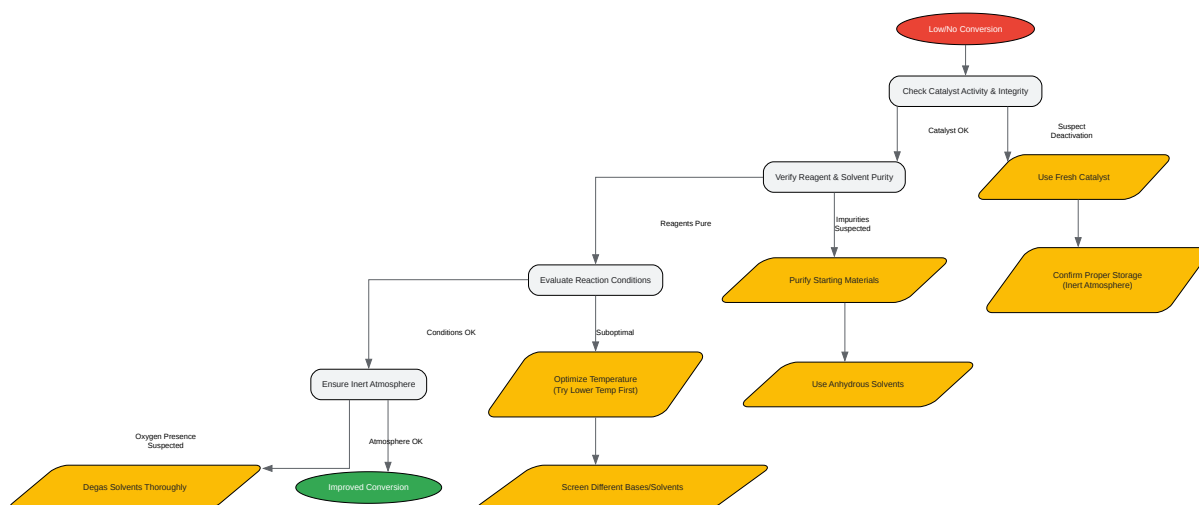 Low/No Conversion
Check Catalyst Activity & Integrity
Catalyst OK
Suspect
Deactivation
Verify Reagent & Solvent Purity
Use Fresh Catalyst
Reagents Pure
Impurities
Suspected
Evaluate Reaction Conditions
Purify Starting Materials
Confirm Proper Storage
(Inert Atmosphere)
Conditions OK
Suboptimal
Ensure Inert Atmosphere
Optimize Temperature
(Try Lower Temp First)
Use Anhydrous Solvents
Oxygen Presence
Suspected
Atmosphere OK
Degas Solvents Thoroughly
Improved Conversion
Screen Different Bases/Solvents